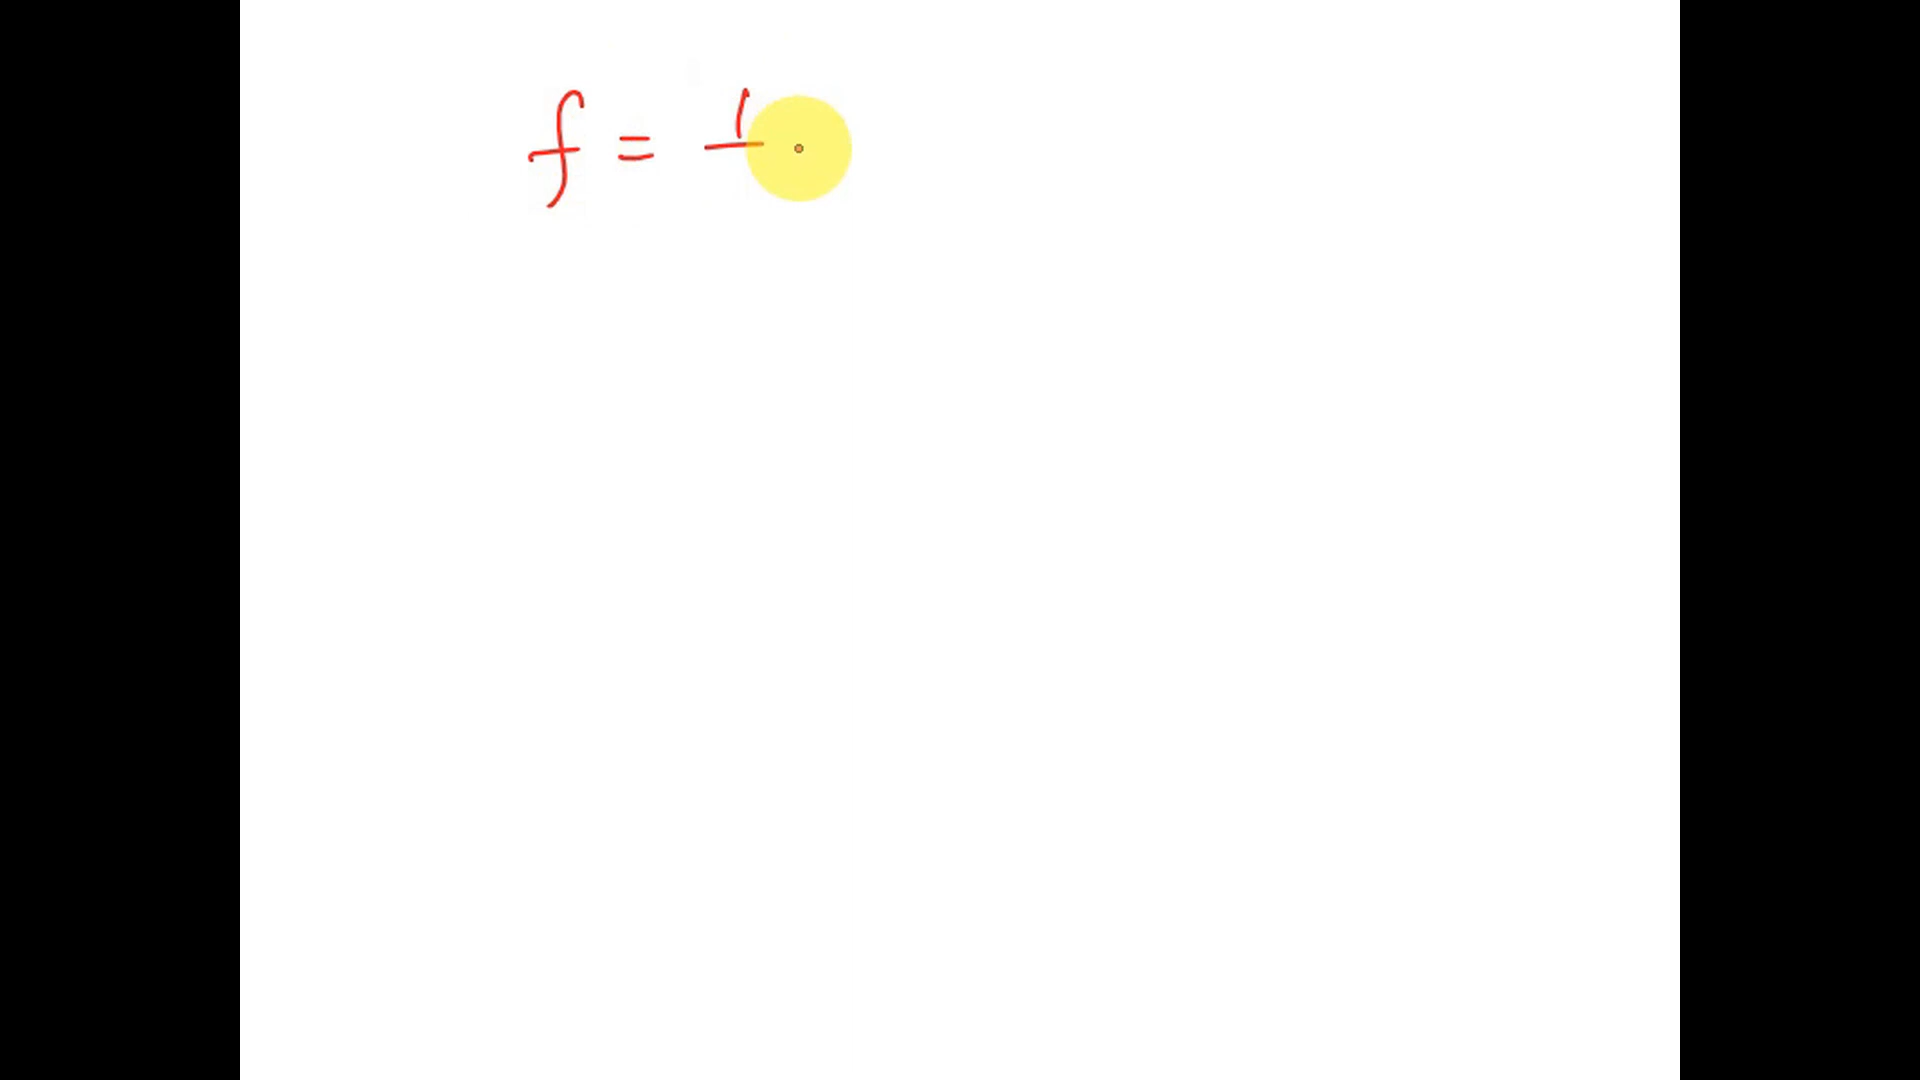 f = 1